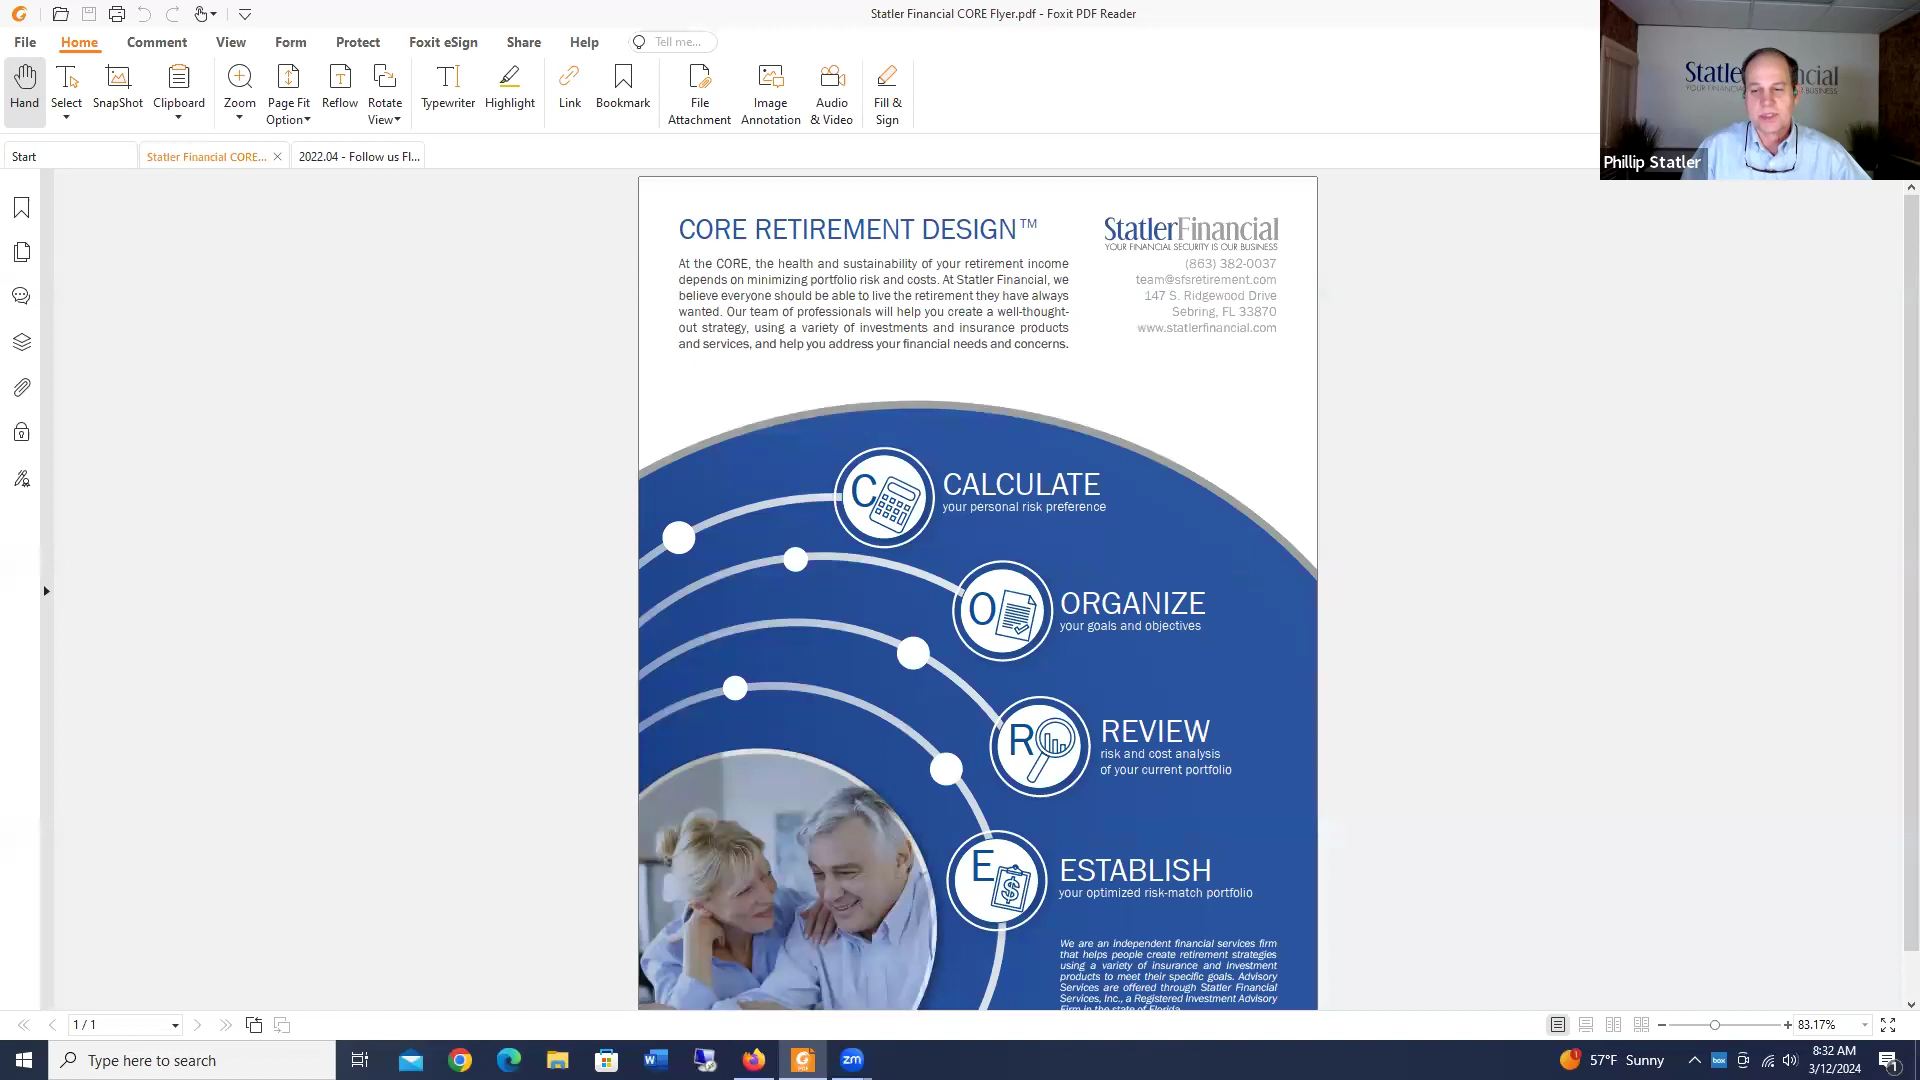 Statler Financial CORE Flyer.pdf - Foxit PDF Reader
File
Home
Comment
View
Form
Protect
Foxit eSign
Share
Help
Tell me...
Hand
Select
SnapShot
Clipboard
Zoom
Page Fit
Option
Reflow
Rotate
View
Typewriter
Highlight
Link
Bookmark
File
Attachment
Image
Annotation
Audio
& Video
Fill &
Sign
Phillip Statler
Start
Statler Financial CORE...
2022.04 - Follow us Fl...
CORE RETIREMENT DESIGN™
At the CORE, the health and sustainability of your retirement income
depends on minimizing portfolio risk and costs. At Statler Financial, we
believe everyone should be able to live the retirement they have always
wanted. Our team of professionals will help you create a well-thought-
out strategy, using a variety of investments and insurance products
and services, and help you address your financial needs and concerns.
StatlerFinancial
YOUR FINANCIAL SECURITY IS OUR BUSINESS
(863) 382-0037
team@sfsretirement.com
147 S. Ridgewood Drive
Sebring, FL 33870
www.statlerfinancial.com
C
CALCULATE
your personal risk preference
O
ORGANIZE
your goals and objectives
R
REVIEW
risk and cost analysis
of your current portfolio
E
$
ESTABLISH
your optimized risk-match portfolio
We are an independent financial services firm
that helps people create retirement strategies
using a variety of insurance and investment
products to meet their specific goals. Advisory
Services are offered through Statler Financial
Services, Inc., a Registered Investment Advisory
Firm in the state of Florida.
1 / 1
83.17%
Type here to search
zm
57°F Sunny
box
8:32 AM
3/12/2024
1